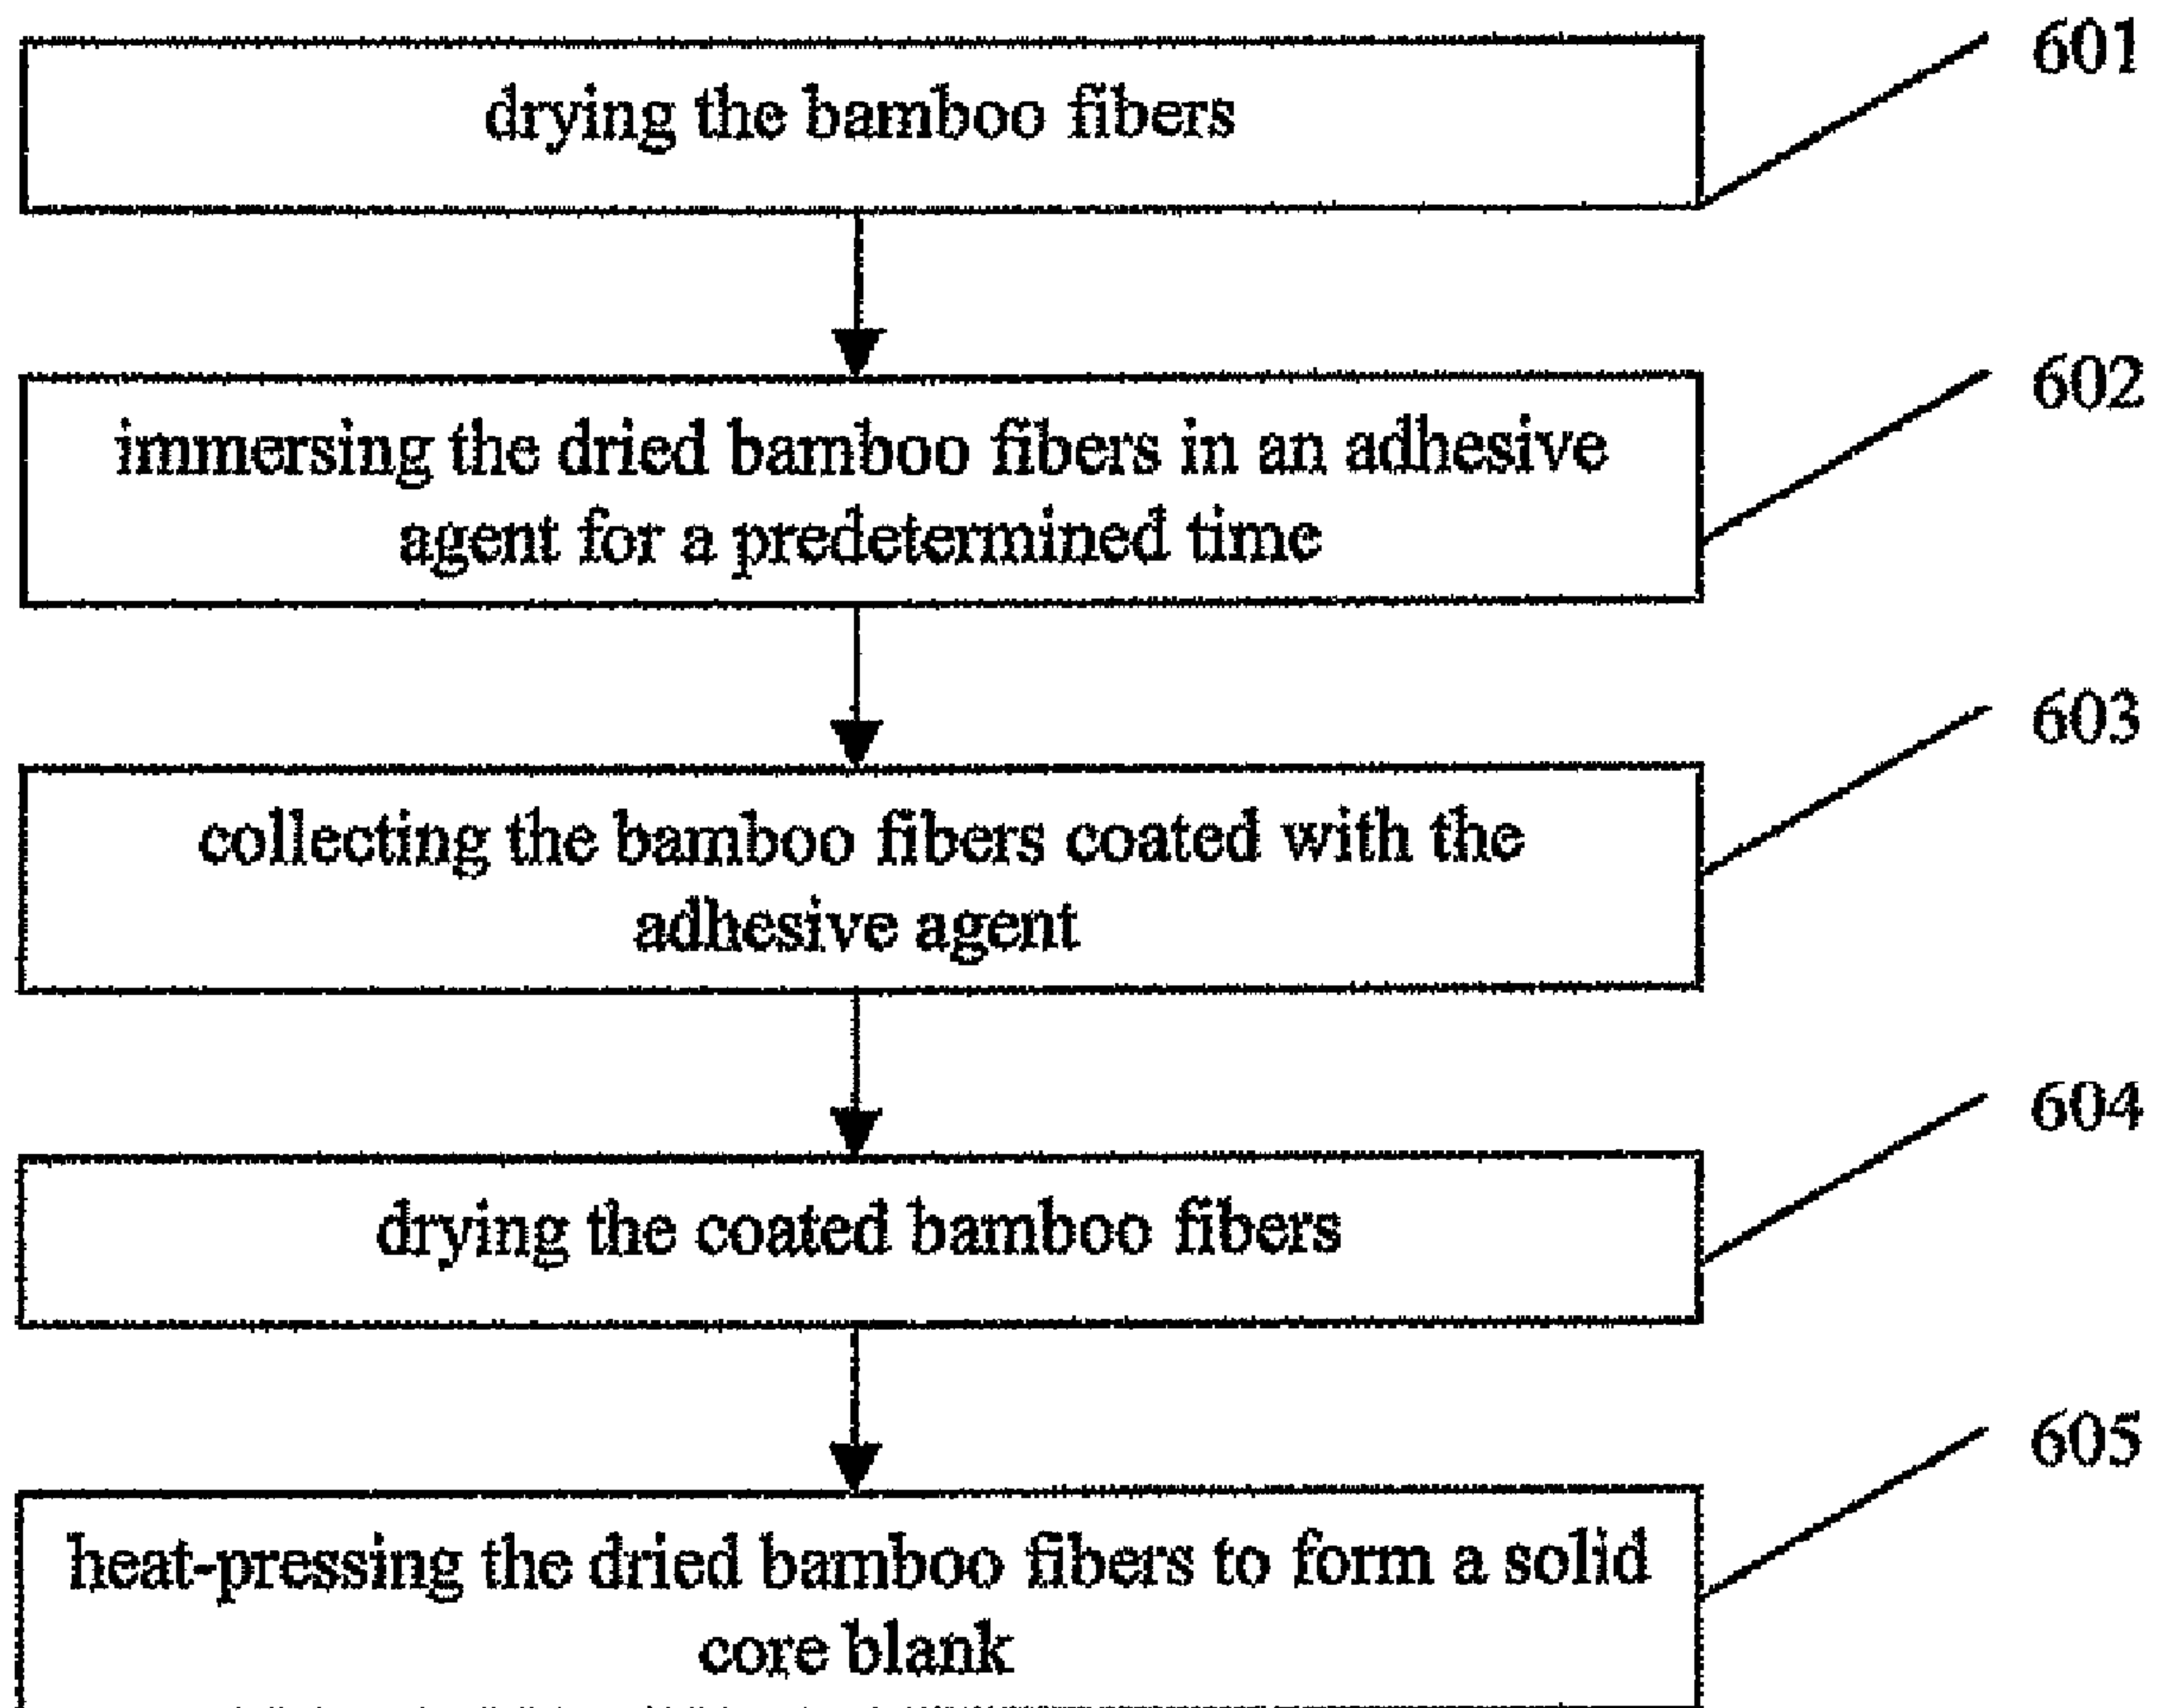 drying the bamboo fibers
601
immersing the dried bamboo fibers in an adhesive
agent for a predetermined time
602
collecting the bamboo fibers coated with the
adhesive agent
603
drying the coated bamboo fibers
604
heat-pressing the dried bamboo fibers to form a solid
core blank
605